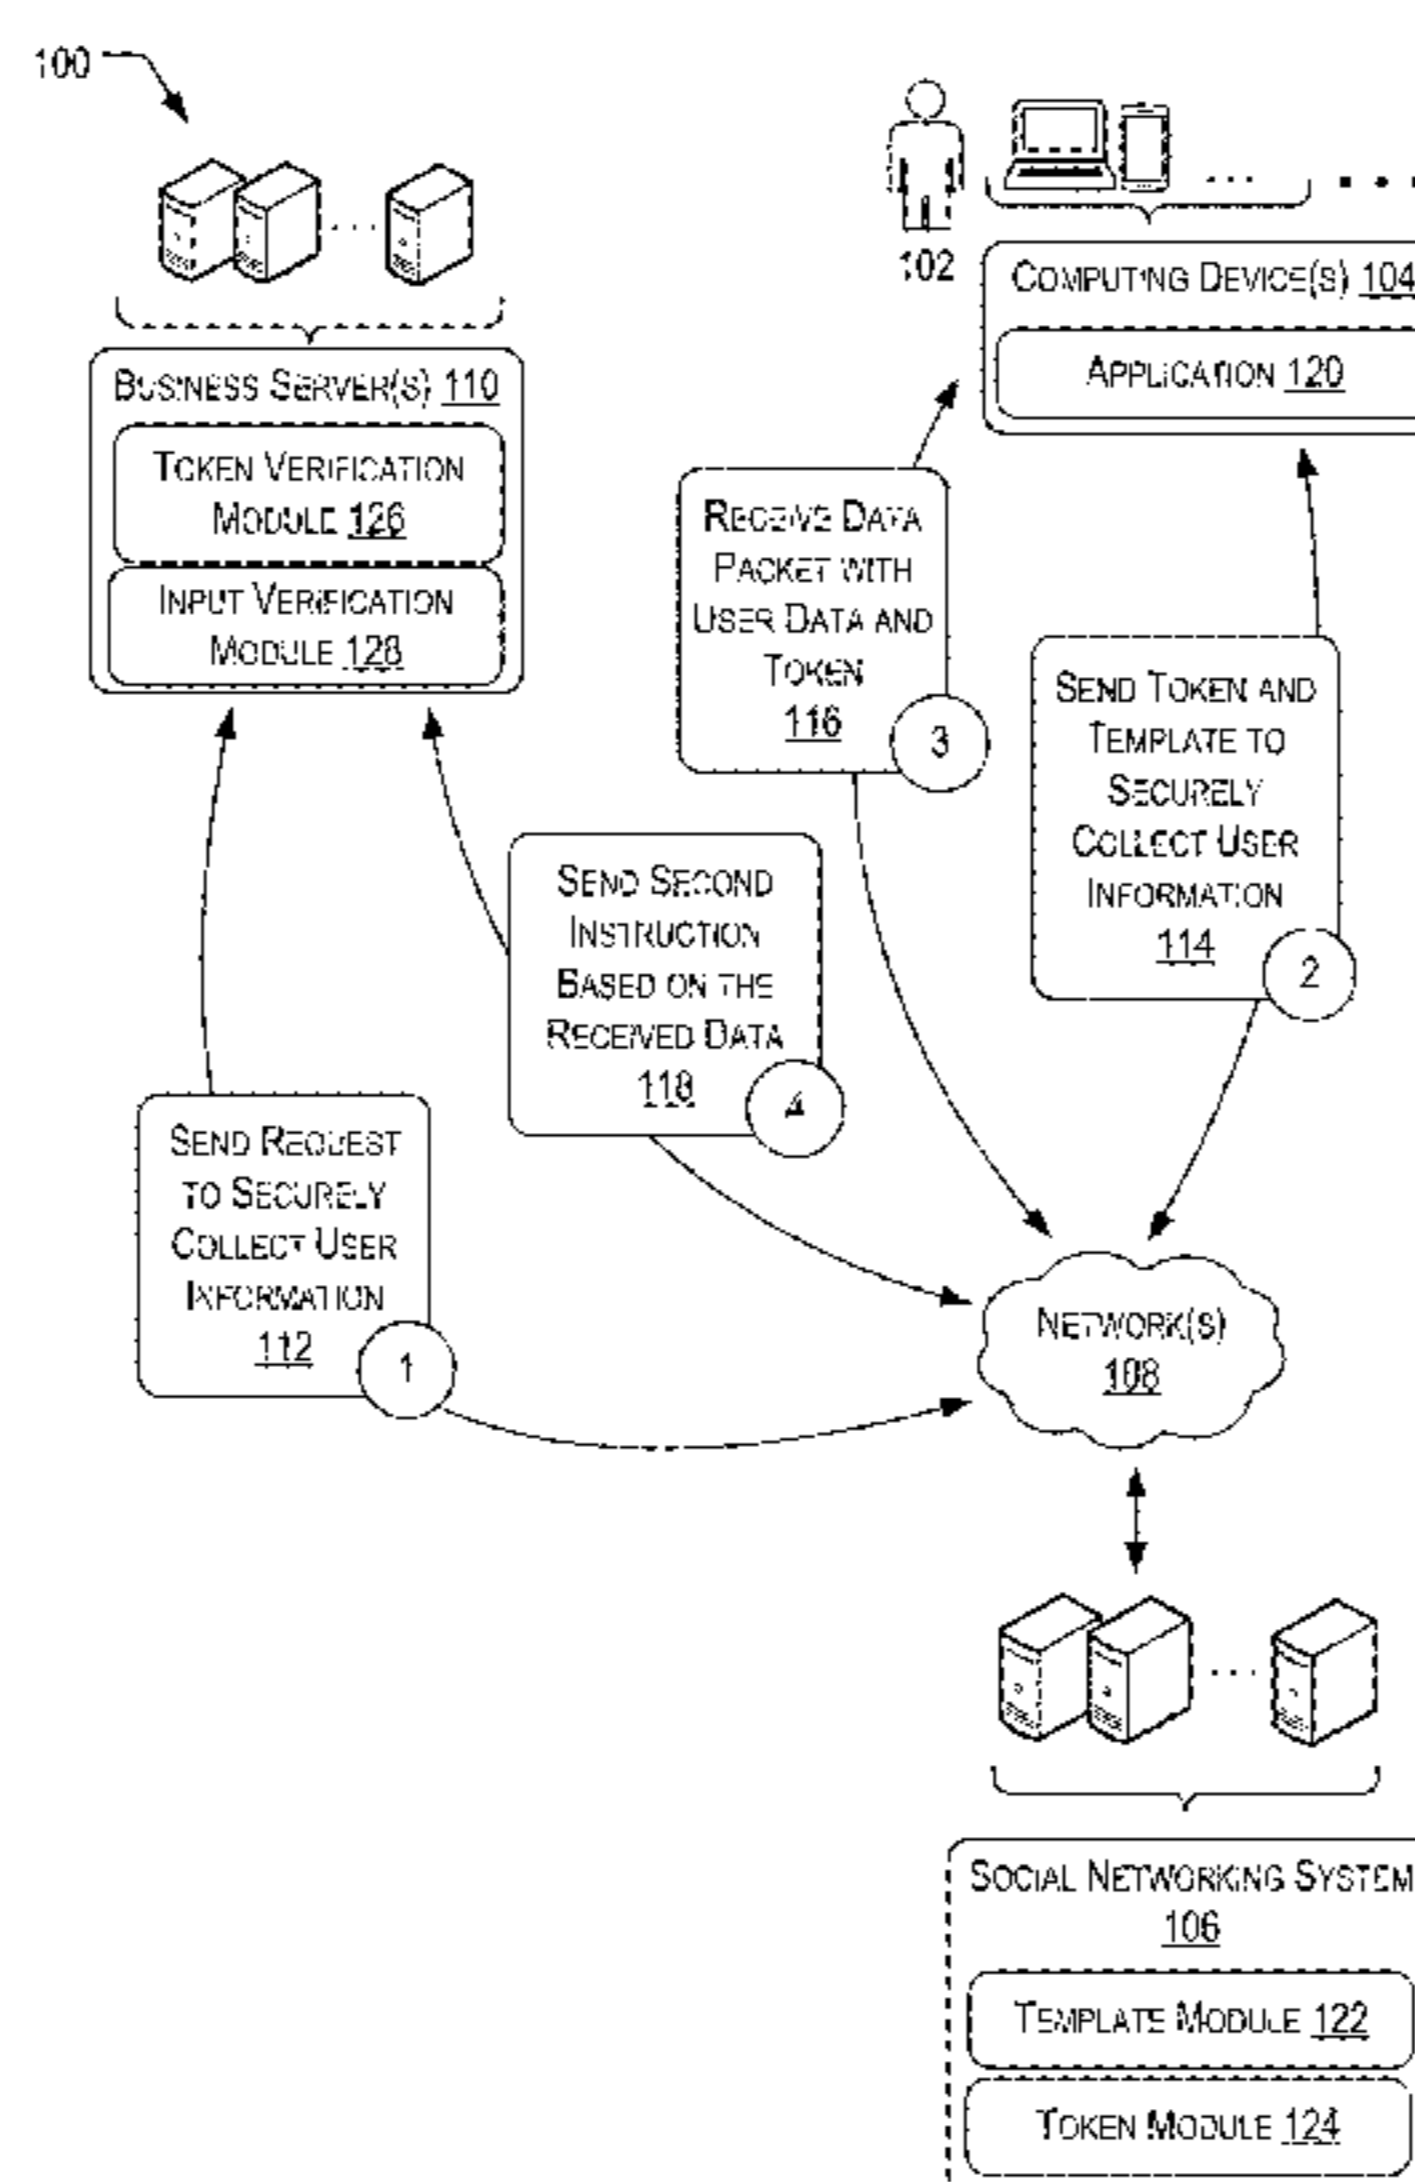 100
102
COMPUTING DEVICE(S) 104
APPLICATION 120
BUSINESS SERVER(S) 110
TOKEN VERIFICATION
MODULE 126
INPUT VERIFICATION
MODULE 128
RECEIVE DATA
PACKET WITH
USER DATA AND
TOKEN
116
3
SEND TOKEN AND
TEMPLATE TO
SECURELY
COLLECT USER
INFORMATION
114
2
SEND SECOND
INSTRUCTION
BASED ON THE
RECEIVED DATA
118
4
SEND REQUEST
TO SECURELY
COLLECT USER
INFORMATION
112
1
NETWORK(S)
108
SOCIAL NETWORKING SYSTEM
106
TEMPLATE MODULE 122
TOKEN MODULE 124